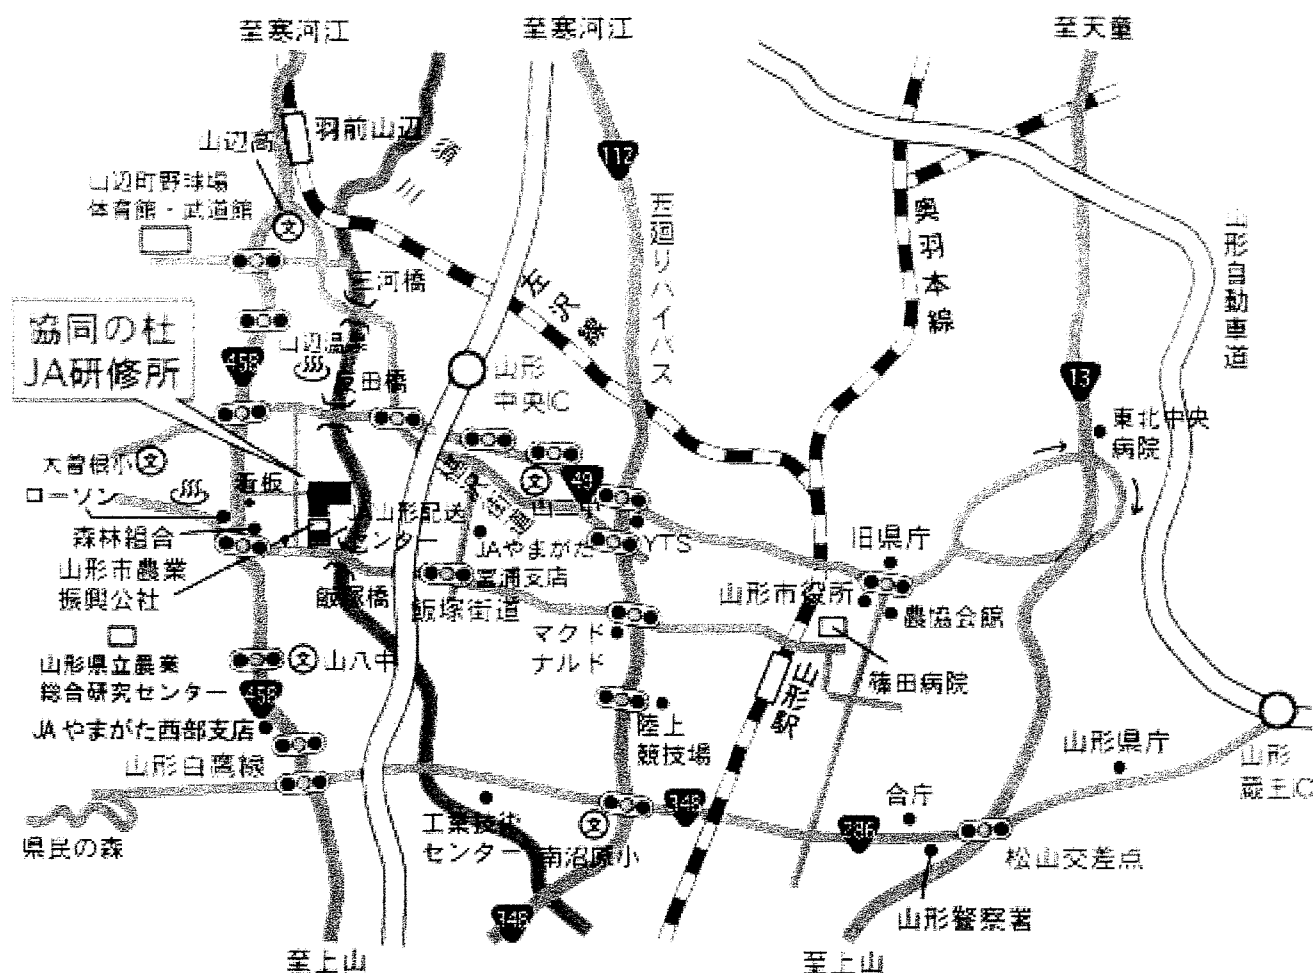 至寒河江
至寒河江
至天童
山辺高
羽前山辺
須川
112
山辺町野球場
体育館・武道館
五廻りバイパス
奥羽本線
山形自動車道
三河橋
左沢線
協同の杜
JA研修所
458
山辺温泉
山形
中央IC
13
東北中央
病院
大曽根小
ローソン
看板
49
森林組合
山形配送
センター
JAやまがた
YTS
旧県庁
山形市農業
振興公社
飯塚橋
飯塚街道
山形市役所
農協会館
マクド
ナルド
山形県立農業
総合研究センター
山八中
458
篠田病院
山形駅
JAやまがた西部支店
陸上
競技場
山形白鷹線
山形県庁
山形
蔵王IC
348
合庁
286
県民の森
工業技術
センター
南沼原小
松山交差点
348
山形警察署
至上山
至上山